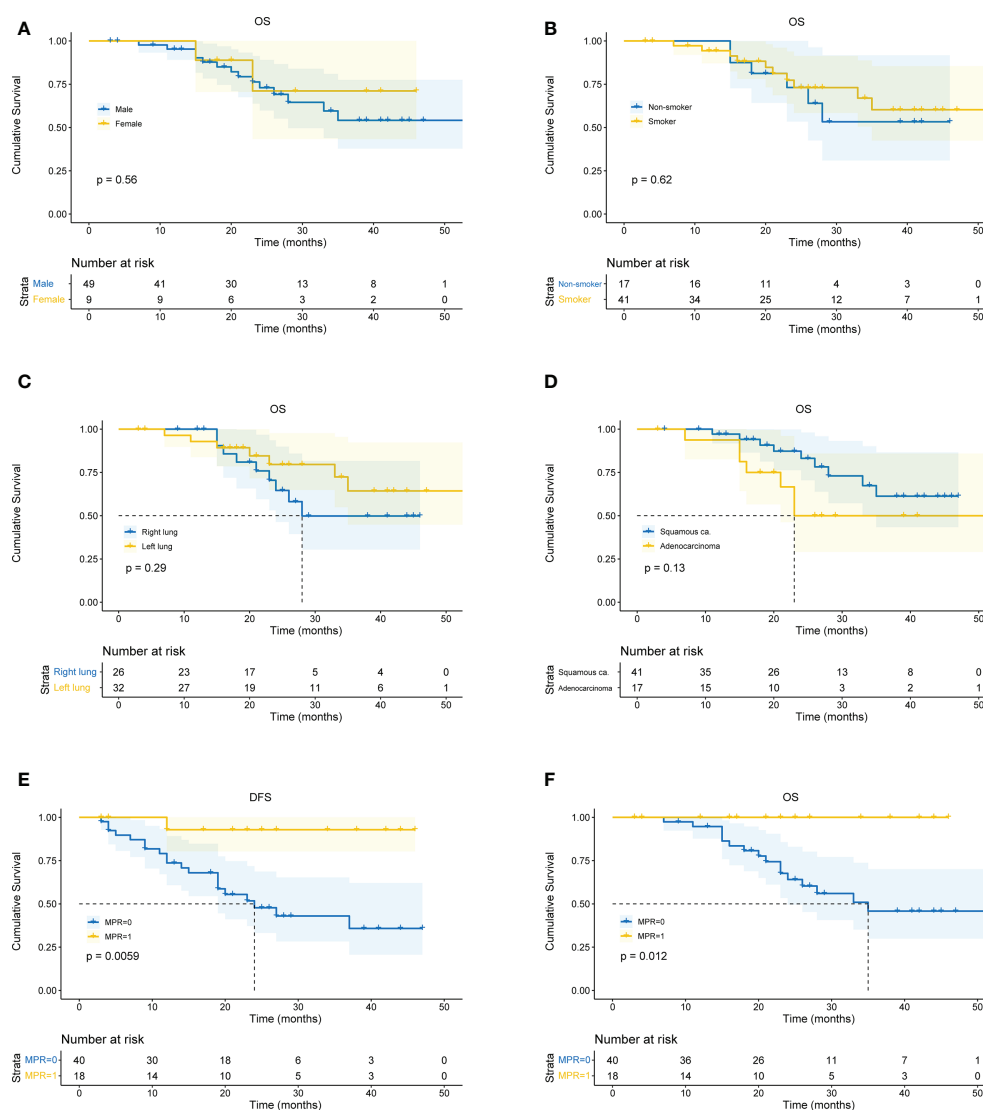 A
OS
Cumulative Survival
1.00
0.75
0.50
0.25
0.00
Male
Female
p = 0.56
0 10 20 30 40 50
Time (months)
Number at risk
Strata
Male 49 41 30 13 8 1
Female 9 9 6 3 2 0
0 10 20 30 40 50
Time (months)
B
OS
Cumulative Survival
1.00
0.75
0.50
0.25
0.00
Non-smoker
Smoker
p = 0.62
0 10 20 30 40 50
Time (months)
Number at risk
Strata
Non-smoker 17 16 11 4 3 0
Smoker 41 34 25 12 7 1
0 10 20 30 40 50
Time (months)
C
OS
Cumulative Survival
1.00
0.75
0.50
0.25
0.00
Right lung
Left lung
p = 0.29
0 10 20 30 40 50
Time (months)
Number at risk
Strata
Right lung 26 23 17 5 4 0
Left lung 32 27 19 11 6 1
0 10 20 30 40 50
Time (months)
D
OS
Cumulative Survival
1.00
0.75
0.50
0.25
0.00
Squamous ca.
Adenocarcinoma
p = 0.13
0 10 20 30 40 50
Time (months)
Number at risk
Strata
Squamous ca. 41 35 26 13 8 0
Adenocarcinoma 17 15 10 3 2 1
0 10 20 30 40 50
Time (months)
E
DFS
Cumulative Survival
1.00
0.75
0.50
0.25
0.00
MPR=0
MPR=1
p = 0.0059
0 10 20 30 40 50
Time (months)
Number at risk
Strata
MPR=0 40 30 18 6 3 0
MPR=1 18 14 10 5 3 0
0 10 20 30 40 50
Time (months)
F
OS
Cumulative Survival
1.00
0.75
0.50
0.25
0.00
MPR=0
MPR=1
p = 0.012
0 10 20 30 40 50
Time (months)
Number at risk
Strata
MPR=0 40 36 26 11 7 1
MPR=1 18 14 10 5 3 0
0 10 20 30 40 50
Time (months)